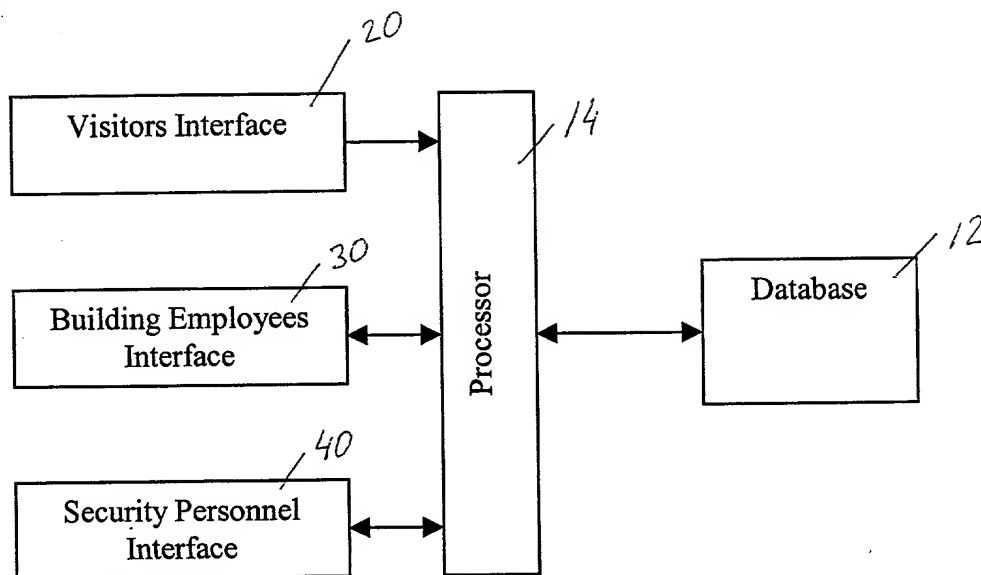 20
Visitors Interface
14
30
Building Employees
Interface
Processor
12
Database
40
Security Personnel
Interface